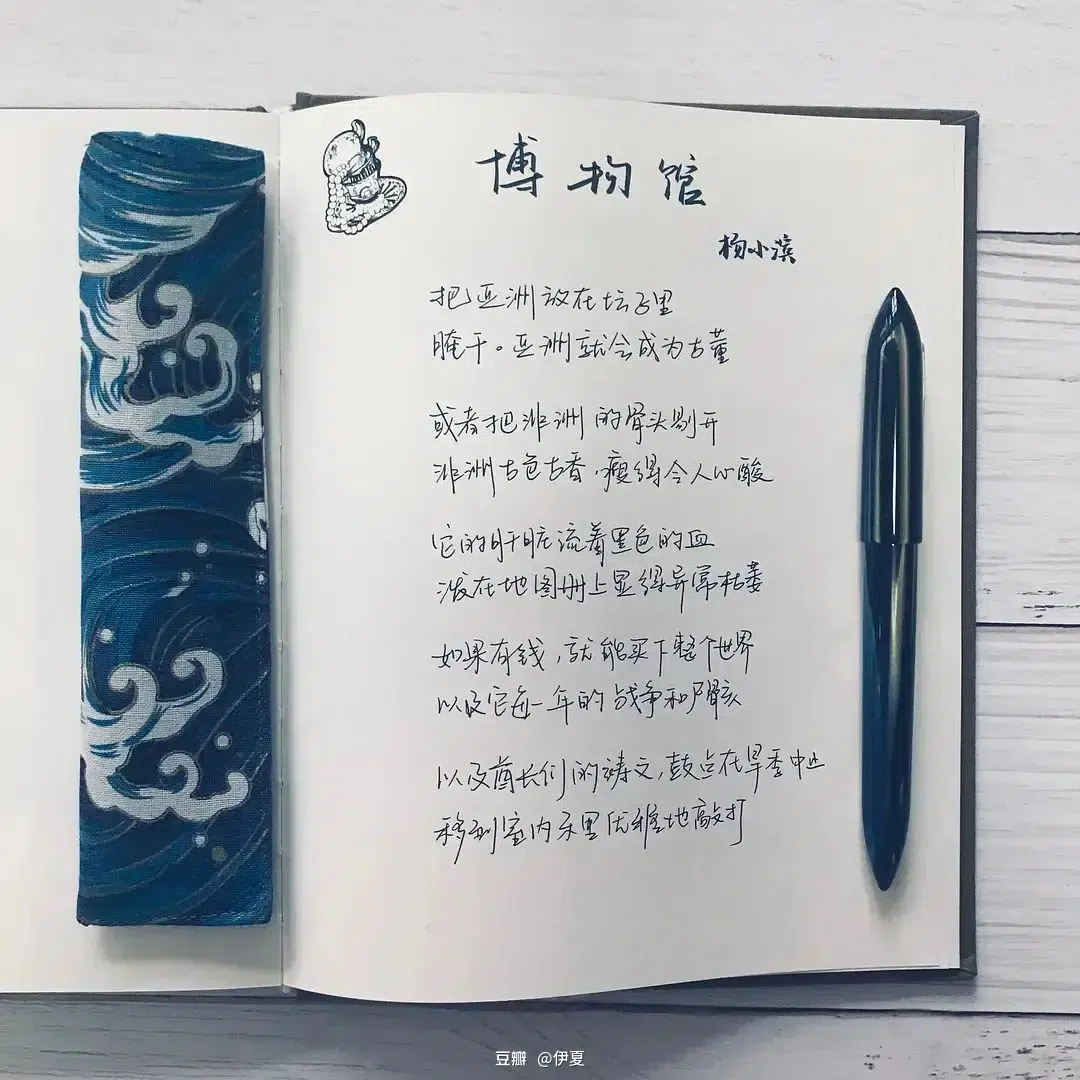 博物馆
杨小滨
把亚洲放在坛子里
腌干。亚洲就会成为古董
或者把非洲的骨头剔开
非洲古色古香,瘦得令人心酸
它的肝脏流着黑色的血
泼在地图册上显得异常枯萎
如果有钱,就能买下整个世界
以及它每一年的战争和骨骸
以及酋长们的祷文,鼓点在旱季中止
移到室内来里优雅地敲打
豆瓣 @伊夏